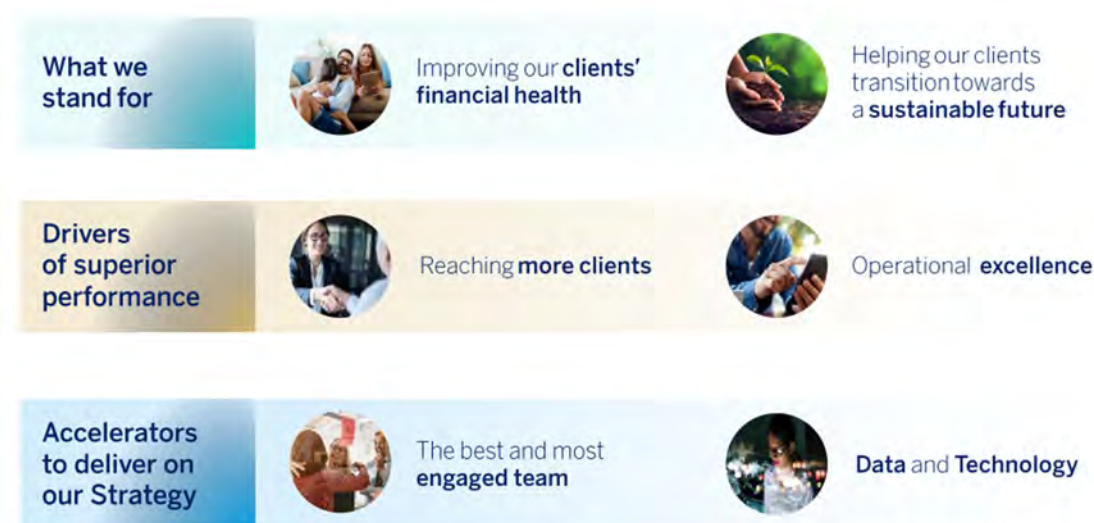 What we
stand for
Improving our clients'
financial health
Helping our clients
transition towards
a sustainable future
Drivers
of superior
performance
Reaching more clients
Operational excellence
Accelerators
to deliver on
our Strategy
The best and most
engaged team
Data and Technology